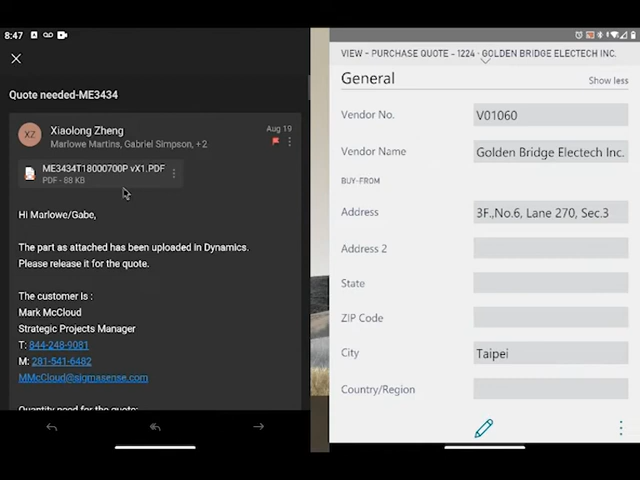 8:47
Quote needed-ME3434
XZ
Xiaolong Zheng
Marlowe Martins, Gabriel Simpson, +2
Aug 19
ME3434T18000700P vX1.PDF
PDF - 88 KB
Hi Marlowe/Gabe,
The part as attached has been uploaded in Dynamics.
Please release it for the quote.
The customer is :
Mark McCloud
Strategic Projects Manager
T: 844-248-9081
M: 281-541-6482
MMcCloud@sigmasense.com
Quantity need for the quote:
VIEW - PURCHASE QUOTE - 1224 · GOLDEN BRIDGE ELECTECH INC.
General
Show less
Vendor No.
V01060
Vendor Name
Golden Bridge Electech Inc.
BUY-FROM
Address
3F.,No.6, Lane 270, Sec.3
Address 2
State
ZIP Code
City
Taipei
Country/Region